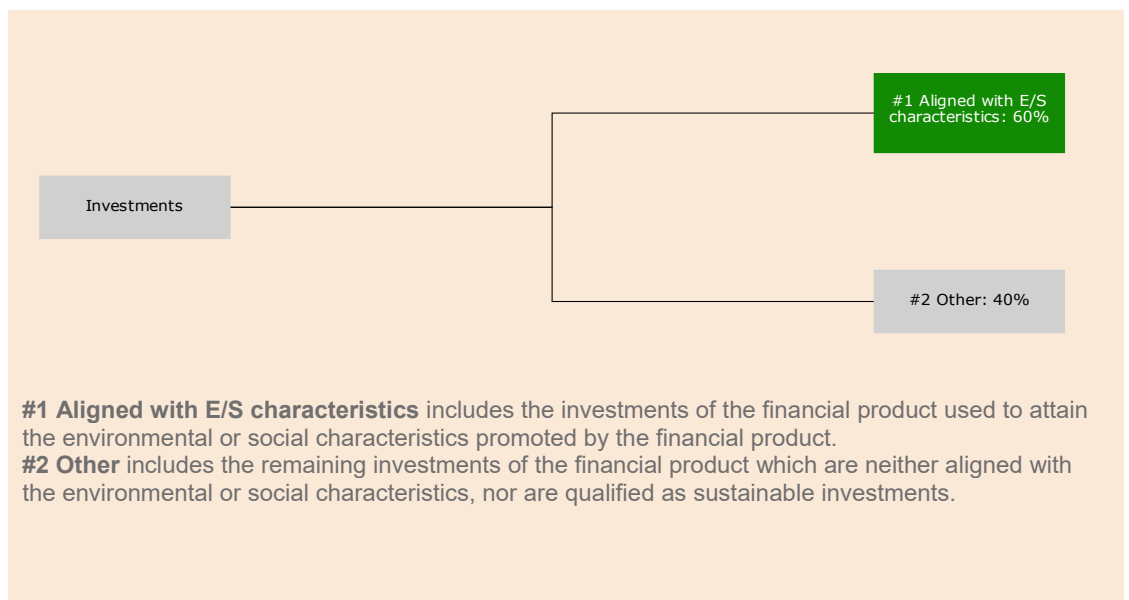 #1 Aligned with E/S
characteristics: 60%
Investments
#2 Other: 40%
#1 Aligned with E/S characteristics includes the investments of the financial product used to attain
the environmental or social characteristics promoted by the financial product.
#2 Other includes the remaining investments of the financial product which are neither aligned with
the environmental or social characteristics, nor are qualified as sustainable investments.